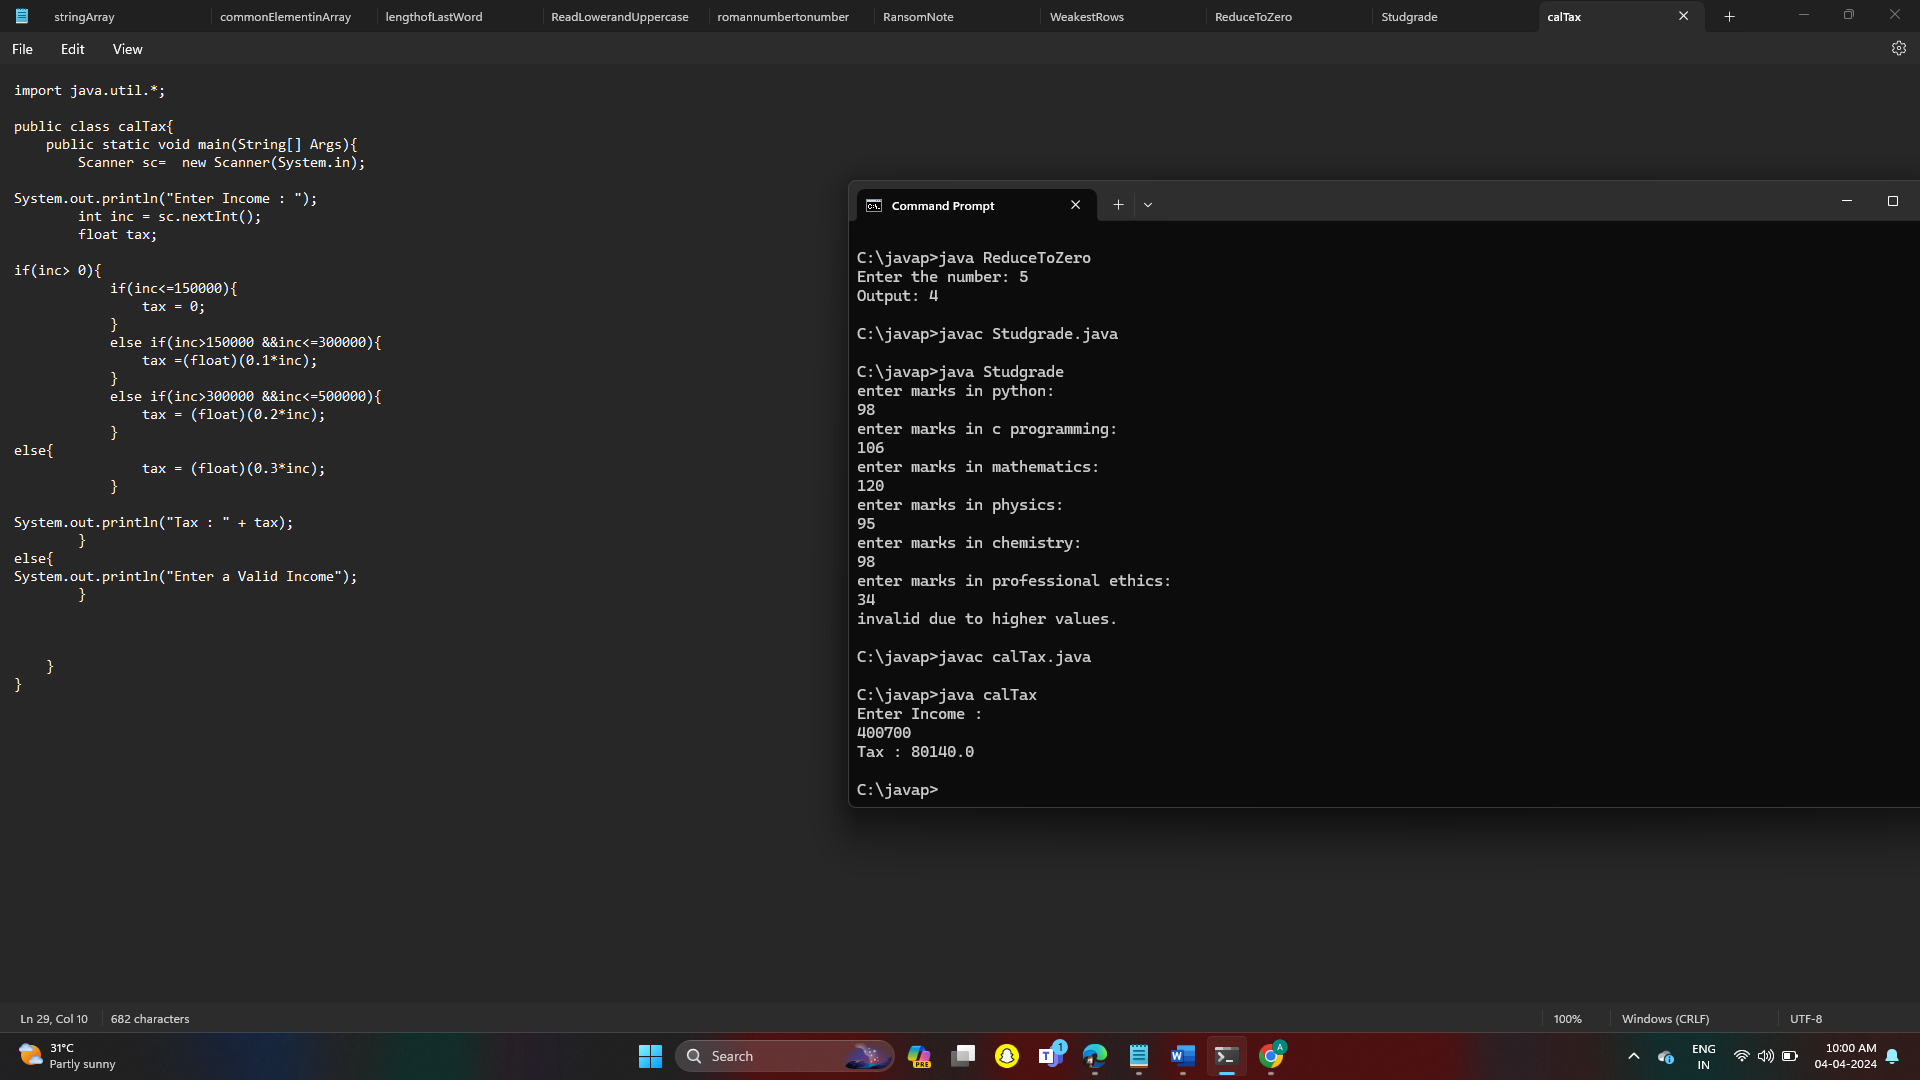 stringArray commonElementinArray lengthofLastWord ReadLowerandUppercase romannumbertonumber RansomNote WeakestRows ReduceToZero Studgrade calTax
File Edit View
import java.util.*;
public class calTax{
public static void main(String[] Args){
Scanner sc=  new Scanner(System.in);
System.out.println("Enter Income : ");
int inc = sc.nextInt();
float tax;
if(inc> 0){
if(inc<=150000){
tax = 0;
}
else if(inc>150000 &&inc<=300000){
tax =(float)(0.1*inc);
}
else if(inc>300000 &&inc<=500000){
tax = (float)(0.2*inc);
}
else{
tax = (float)(0.3*inc);
}
System.out.println("Tax : " + tax);
}
else{
System.out.println("Enter a Valid Income");
}
}
}
Command Prompt
C:\javap>java ReduceToZero
Enter the number: 5
Output: 4
C:\javap>javac Studgrade.java
C:\javap>java Studgrade
enter marks in python:
98
enter marks in c programming:
106
enter marks in mathematics:
120
enter marks in physics:
95
enter marks in chemistry:
98
enter marks in professional ethics:
34
invalid due to higher values.
C:\javap>javac calTax.java
C:\javap>java calTax
Enter Income :
400700
Tax : 80140.0
C:\javap>
Ln 29, Col 10 682 characters 100% Windows (CRLF) UTF-8
31°C
Partly sunny
Search
PRE
T
1
W
A
ENG
IN
10:00 AM
04-04-2024